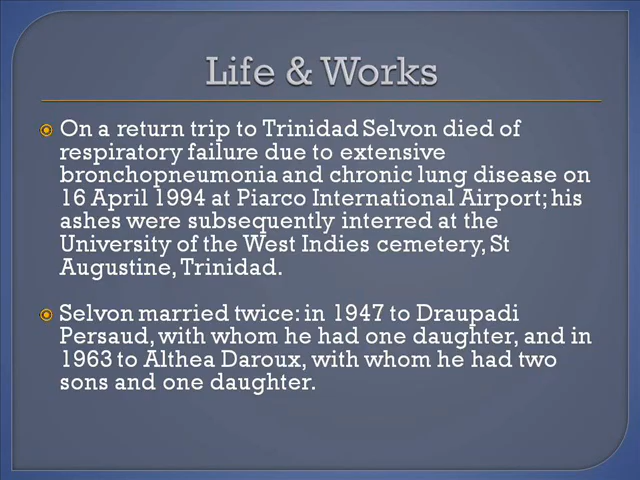 Life & Works
On a return trip to Trinidad Selvon died of
respiratory failure due to extensive
bronchopneumonia and chronic lung disease on
16 April 1994 at Piarco International Airport; his
ashes were subsequently interred at the
University of the West Indies cemetery, St
Augustine, Trinidad.
Selvon married twice: in 1947 to Draupadi
Persaud, with whom he had one daughter, and in
1963 to Althea Daroux, with whom he had two
sons and one daughter.